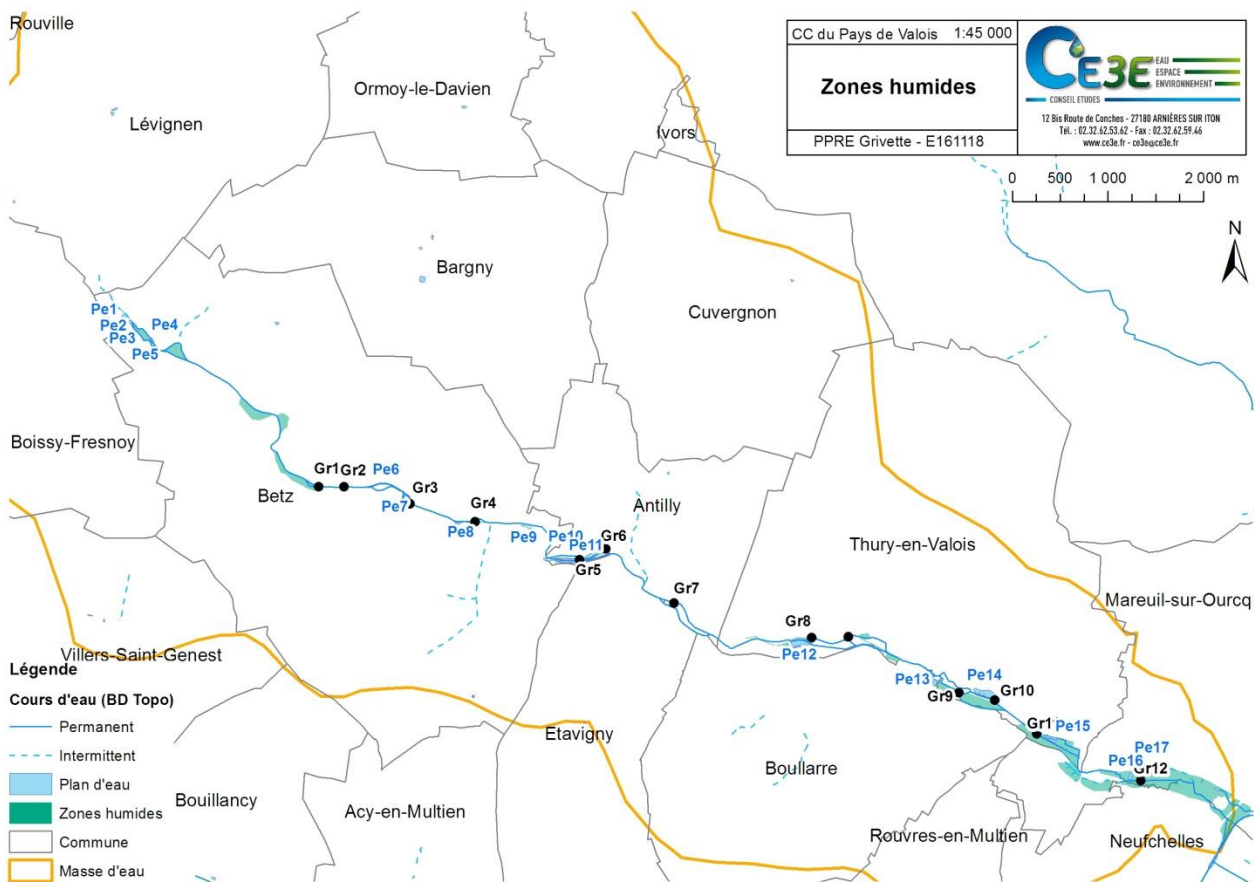 Rouville
CC du Pays de Valois 1:45 000
Zones humides
PPRE Grivette - E161118
CE3E
EAU
ESPACE
ENVIRONNEMENT
CONSEIL ETUDES
12 Bis Route de Conches - 27180 ARNIÈRES SUR ITON
Tél. : 02.32.62.53.62 - Fax : 02.32.62.59.46
www.ce3e.fr - ce3e@ce3e.fr
0 500 1 000 2 000 m
N
Ormoy-le-Davien
Lévignen
Ivors
Bargny
Cuvergnon
Pe1
Pe2
Pe3
Pe4
Pe5
Boissy-Fresnoy
Betz
Gr1
Gr2
Pe6
Gr3
Pe7
Gr4
Pe8
Pe9
Pe10
Pe11
Gr5
Gr6
Antilly
Gr7
Thury-en-Valois
Gr8
Pe12
Mareuil-sur-Ourcq
Pe13
Pe14
Gr9
Gr10
Gr1
Pe15
Pe16
Pe17
Gr12
Villers-Saint-Genest
Etavigny
Boullarre
Bouillancy
Acy-en-Multien
Rouvres-en-Multien
Neufchelles
Légende
Cours d'eau (BD Topo)
Permanent
Intermittent
Plan d'eau
Zones humides
Commune
Masse d'eau